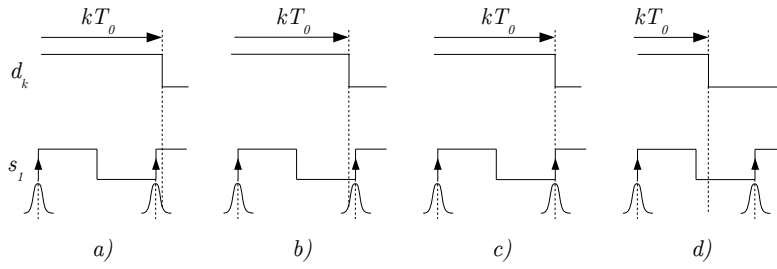 kT₀ kT₀ kT₀ kT₀
dₖ
s₁
a) b) c) d)